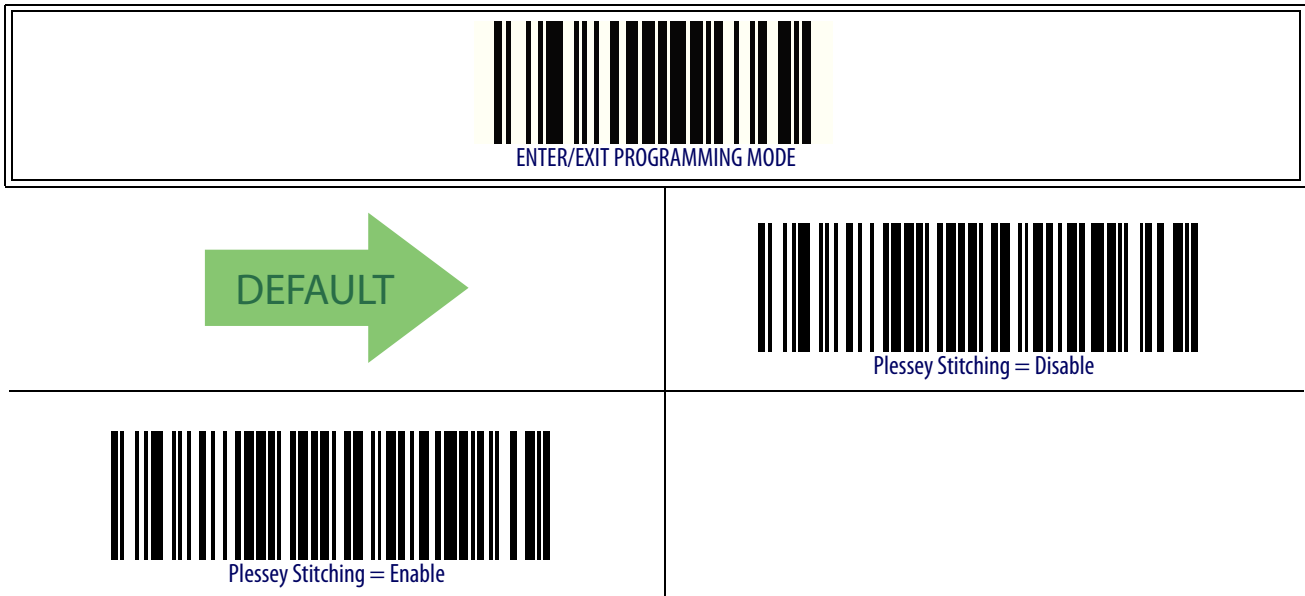 ENTER/EXIT PROGRAMMING MODE
DEFAULT
Plessey Stitching = Disable
Plessey Stitching = Enable